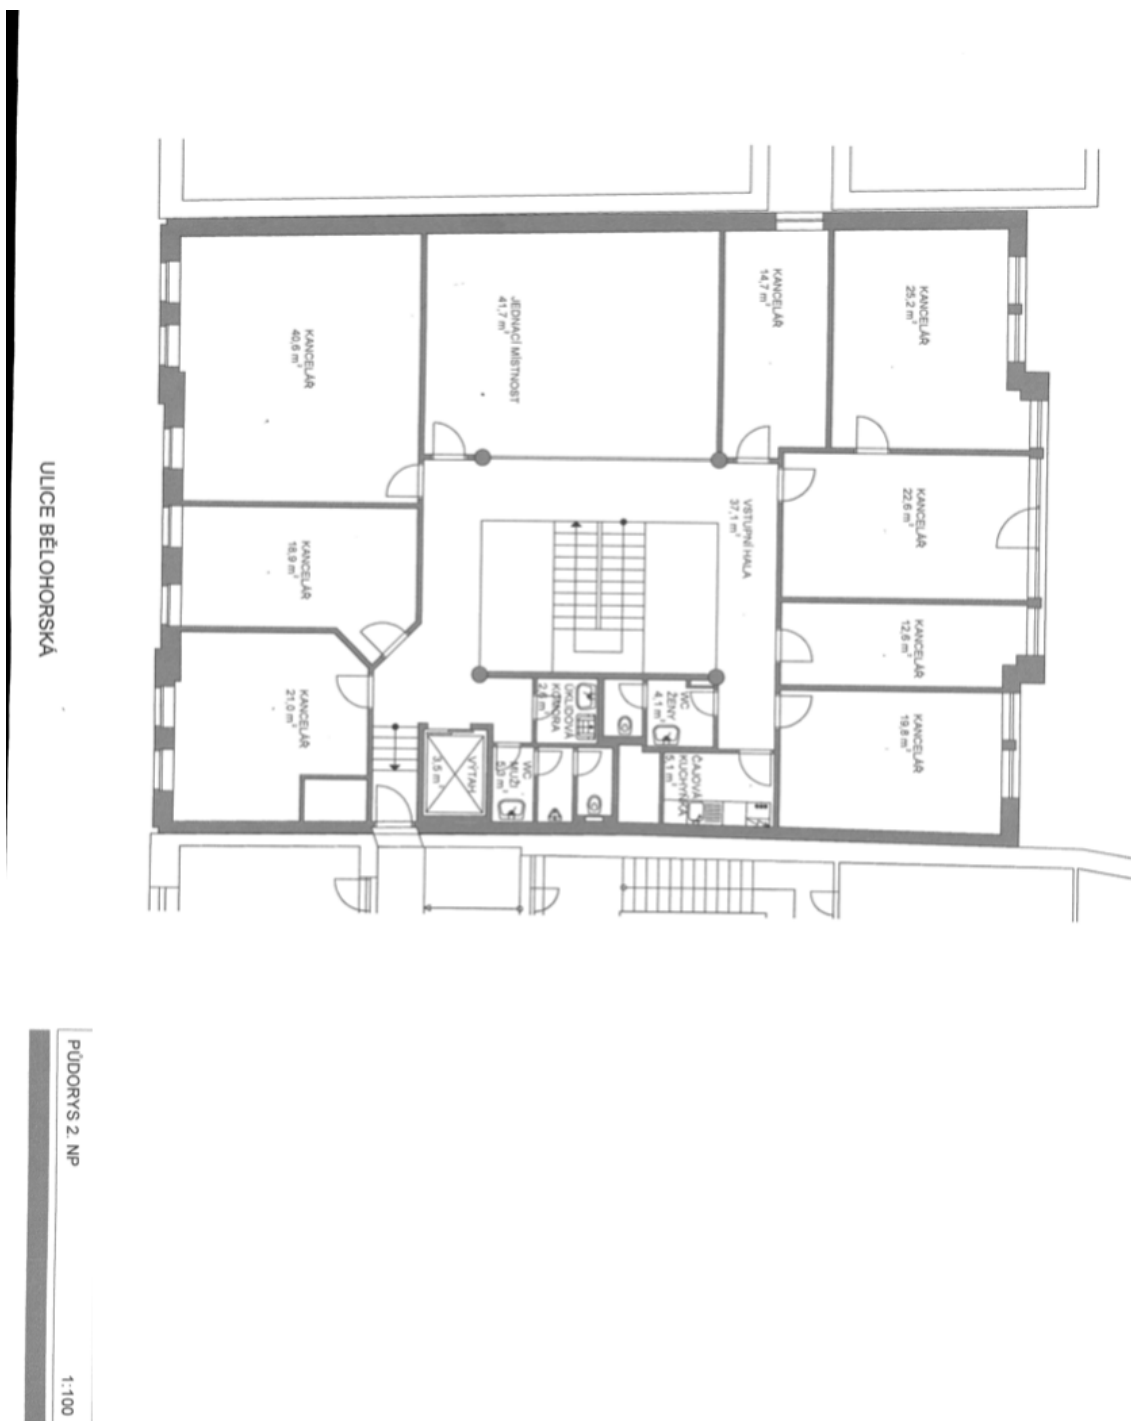 KANCELÁŘ
25,2 m²
KANCELÁŘ
14,7 m²
JEDNACÍ MÍSTNOST
41,7 m²
KANCELÁŘ
40,6 m²
KANCELÁŘ
22,6 m²
VSTUPNÍ HALA
37,1 m²
KANCELÁŘ
18,9 m²
KANCELÁŘ
12,6 m²
KANCELÁŘ
19,8 m²
WC
ŽENY
4,1 m²
ÚKLIDOVÁ
KOMORA
KANCELÁŘ
21,0 m²
ČAJOVÁ
KUCHYŇKA
5,1 m²
WC
MUŽI
VÝTAH
3,5 m²
ULICE BĚLOHORSKÁ
PŮDORYS 2. NP
1:100